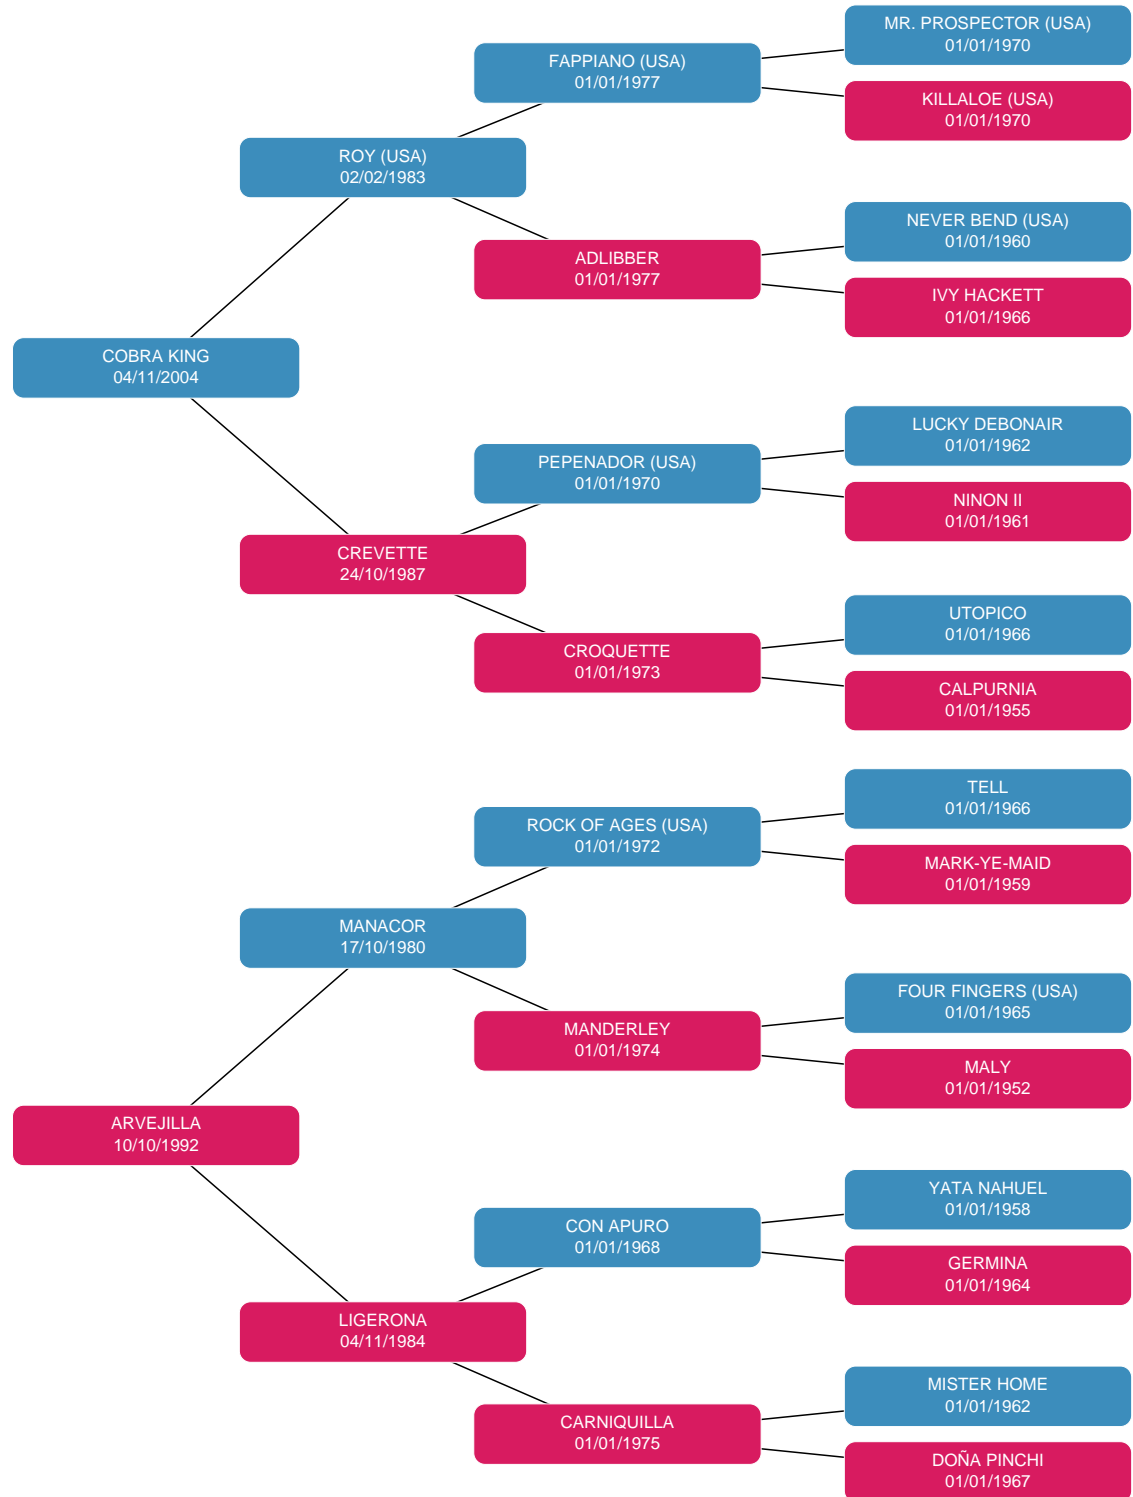 MR. PROSPECTOR (USA)
01/01/1970
FAPPIANO (USA)
01/01/1977
KILLALOE (USA)
01/01/1970
ROY (USA)
02/02/1983
NEVER BEND (USA)
01/01/1960
ADLIBBER
01/01/1977
IVY HACKETT
01/01/1966
COBRA KING
04/11/2004
LUCKY DEBONAIR
01/01/1962
PEPENADOR (USA)
01/01/1970
NINON II
01/01/1961
CREVETTE
24/10/1987
UTOPICO
01/01/1966
CROQUETTE
01/01/1973
CALPURNIA
01/01/1955
TELL
01/01/1966
ROCK OF AGES (USA)
01/01/1972
MARK-YE-MAID
01/01/1959
MANACOR
17/10/1980
FOUR FINGERS (USA)
01/01/1965
MANDERLEY
01/01/1974
MALY
01/01/1952
ARVEJILLA
10/10/1992
YATA NAHUEL
01/01/1958
CON APURO
01/01/1968
GERMINA
01/01/1964
LIGERONA
04/11/1984
MISTER HOME
01/01/1962
CARNIQUILLA
01/01/1975
DOÑA PINCHI
01/01/1967